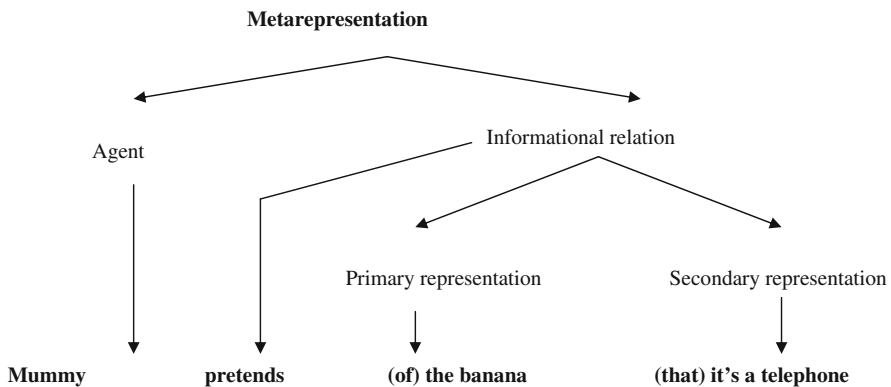 Metarepresentation
Agent
Informational relation
Primary representation
Secondary representation
Mummy pretends (of) the banana (that) it's a telephone